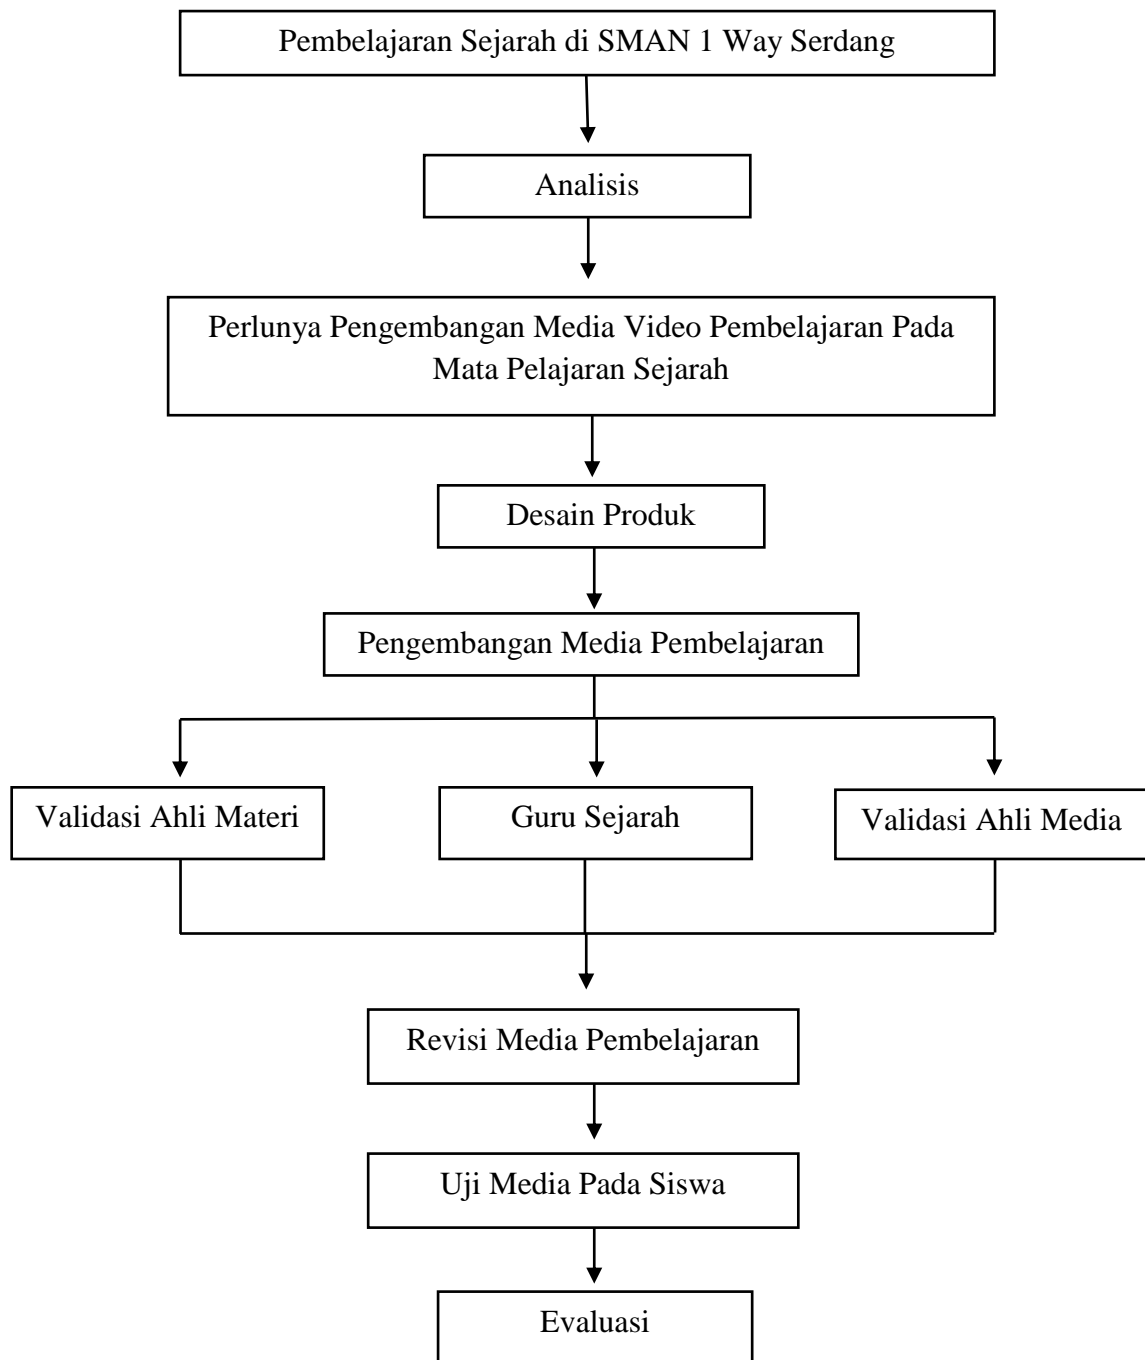 Pembelajaran Sejarah di SMAN 1 Way Serdang
Analisis
Perlunya Pengembangan Media Video Pembelajaran Pada
Mata Pelajaran Sejarah
Desain Produk
Pengembangan Media Pembelajaran
Validasi Ahli Materi
Guru Sejarah
Validasi Ahli Media
Revisi Media Pembelajaran
Uji Media Pada Siswa
Evaluasi